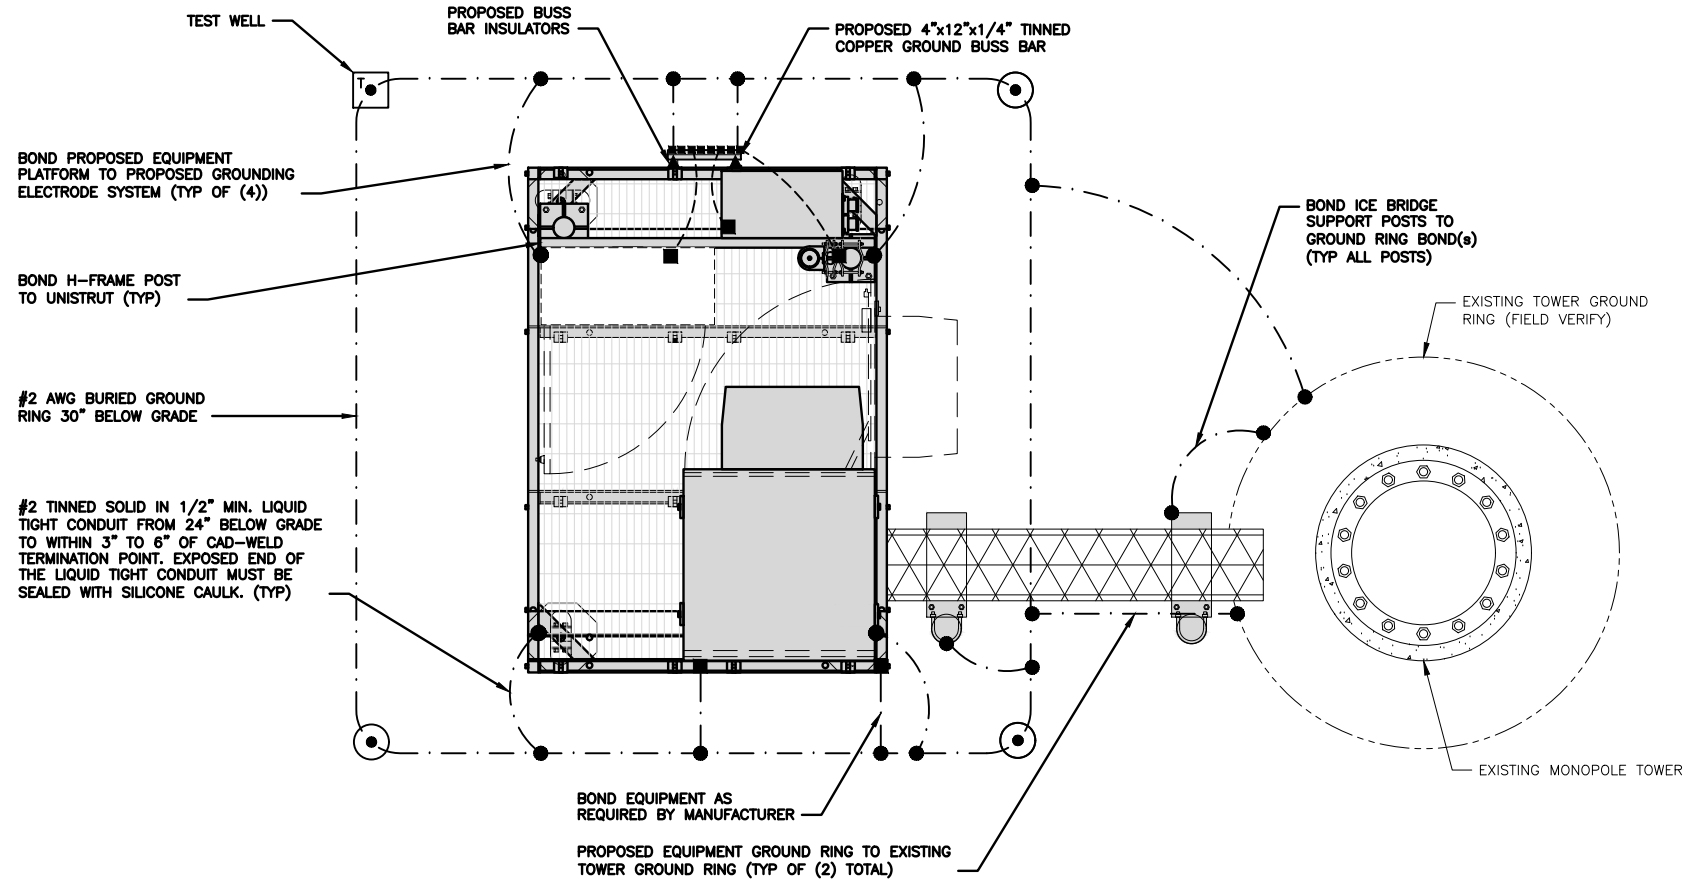 TEST WELL
PROPOSED BUSS
BAR INSULATORS
PROPOSED 4"x12"x1/4" TINNED
COPPER GROUND BUSS BAR
T
BOND PROPOSED EQUIPMENT
PLATFORM TO PROPOSED GROUNDING
ELECTRODE SYSTEM (TYP OF (4))
BOND ICE BRIDGE
SUPPORT POSTS TO
GROUND RING BOND(s)
(TYP ALL POSTS)
BOND H-FRAME POST
TO UNISTRUT (TYP)
EXISTING TOWER GROUND
RING (FIELD VERIFY)
#2 AWG BURIED GROUND
RING 30" BELOW GRADE
#2 TINNED SOLID IN 1/2" MIN. LIQUID
TIGHT CONDUIT FROM 24" BELOW GRADE
TO WITHIN 3" TO 6" OF CAD-WELD
TERMINATION POINT. EXPOSED END OF
THE LIQUID TIGHT CONDUIT MUST BE
SEALED WITH SILICONE CAULK. (TYP)
EXISTING MONOPOLE TOWER
BOND EQUIPMENT AS
REQUIRED BY MANUFACTURER
PROPOSED EQUIPMENT GROUND RING TO EXISTING
TOWER GROUND RING (TYP OF (2) TOTAL)